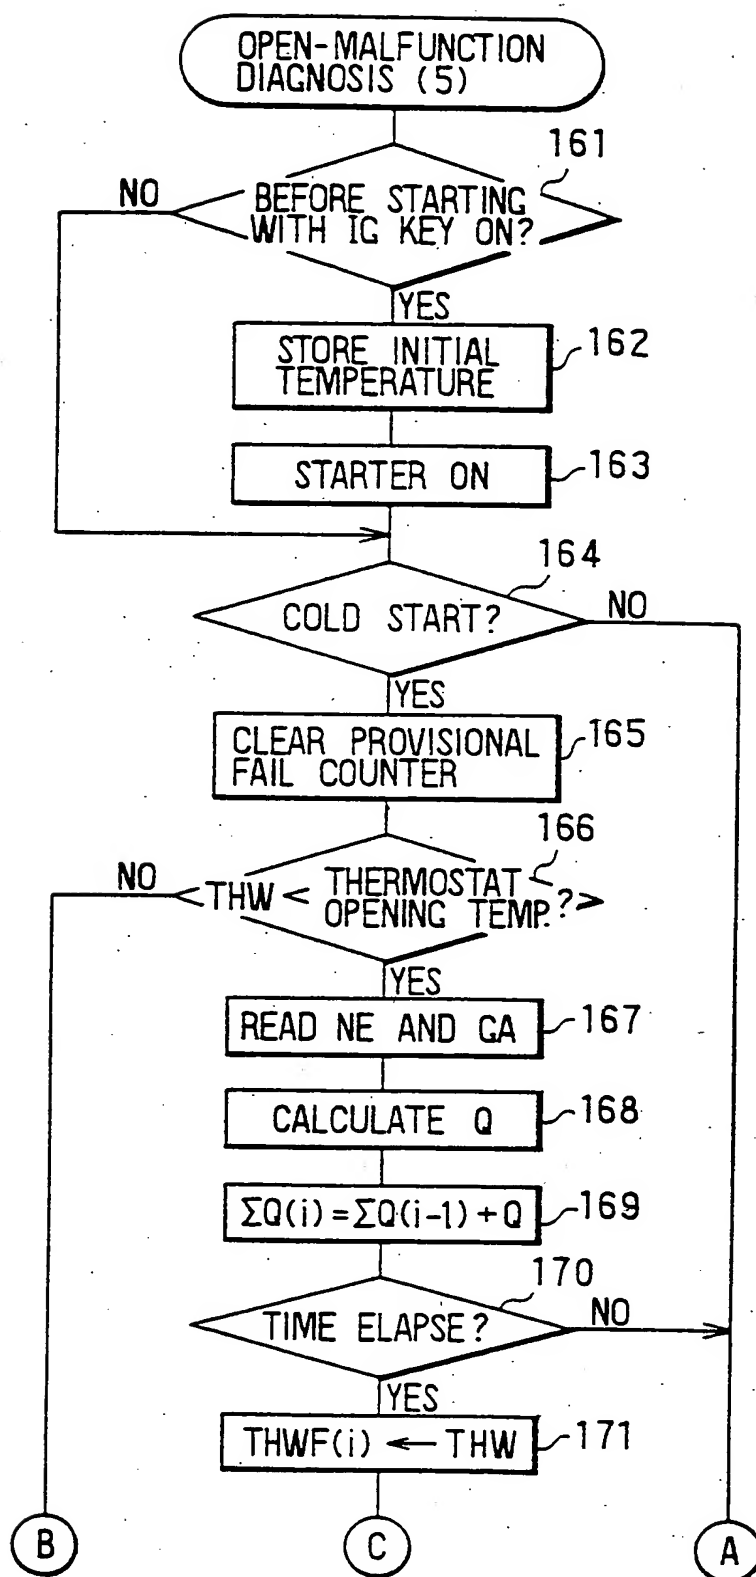 OPEN-MALFUNCTION
DIAGNOSIS (5)
161
NO
BEFORE STARTING
WITH IG KEY ON?
YES
STORE INITIAL
TEMPERATURE
162
STARTER ON
163
164
COLD START?
NO
YES
CLEAR PROVISIONAL
FAIL COUNTER
165
166
NO
THW < THERMOSTAT
OPENING TEMP.?
YES
READ NE AND GA
167
CALCULATE Q
168
ΣQ(i)=ΣQ(i-1)+Q
169
170
TIME ELAPSE?
NO
YES
THWF(i) ← THW
171
B
C
A